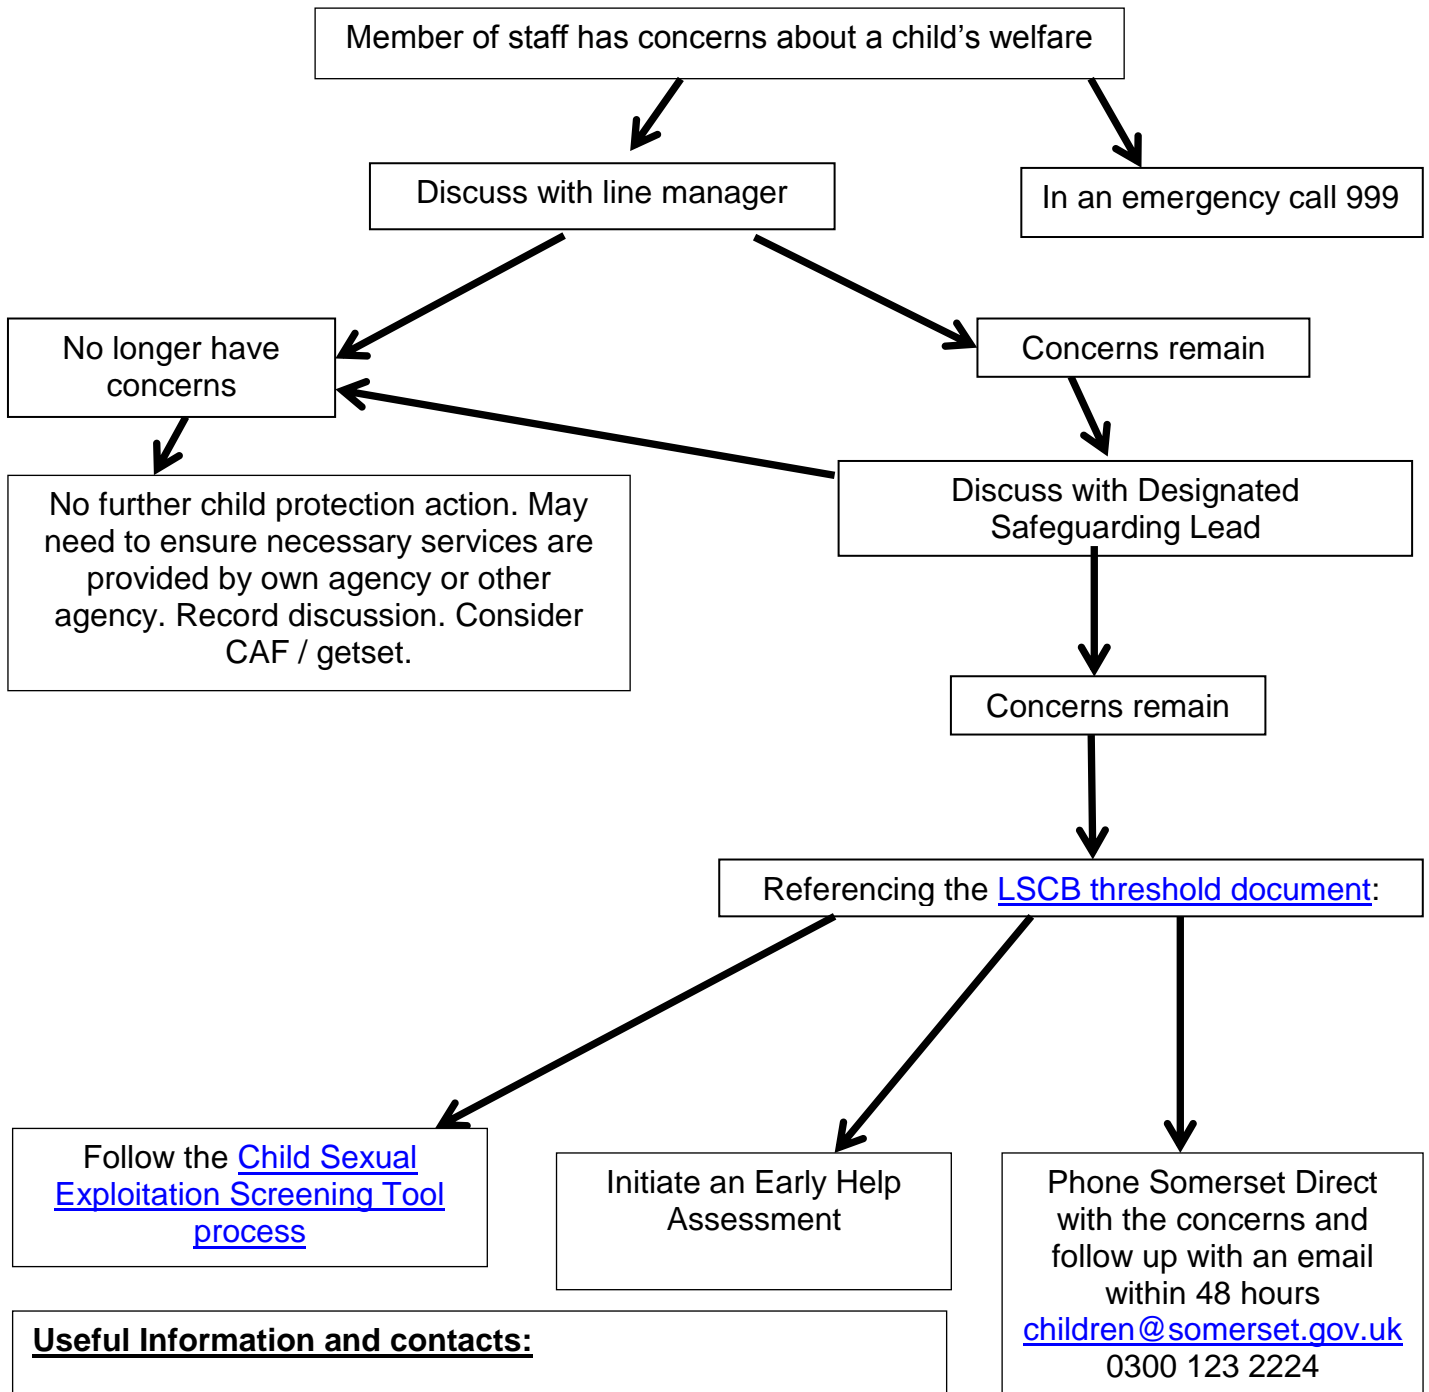 Member of staff has concerns about a child’s welfare
Discuss with line manager
In an emergency call 999
No longer have
concerns
Concerns remain
No further child protection action. May
need to ensure necessary services are
provided by own agency or other
agency. Record discussion. Consider
CAF / getset.
Discuss with Designated
Safeguarding Lead
Concerns remain
Referencing the LSCB threshold document:
Follow the Child Sexual
Exploitation Screening Tool
process
Initiate an Early Help
Assessment
Phone Somerset Direct
with the concerns and
follow up with an email
within 48 hours
children@somerset.gov.uk
0300 123 2224
Useful Information and contacts: